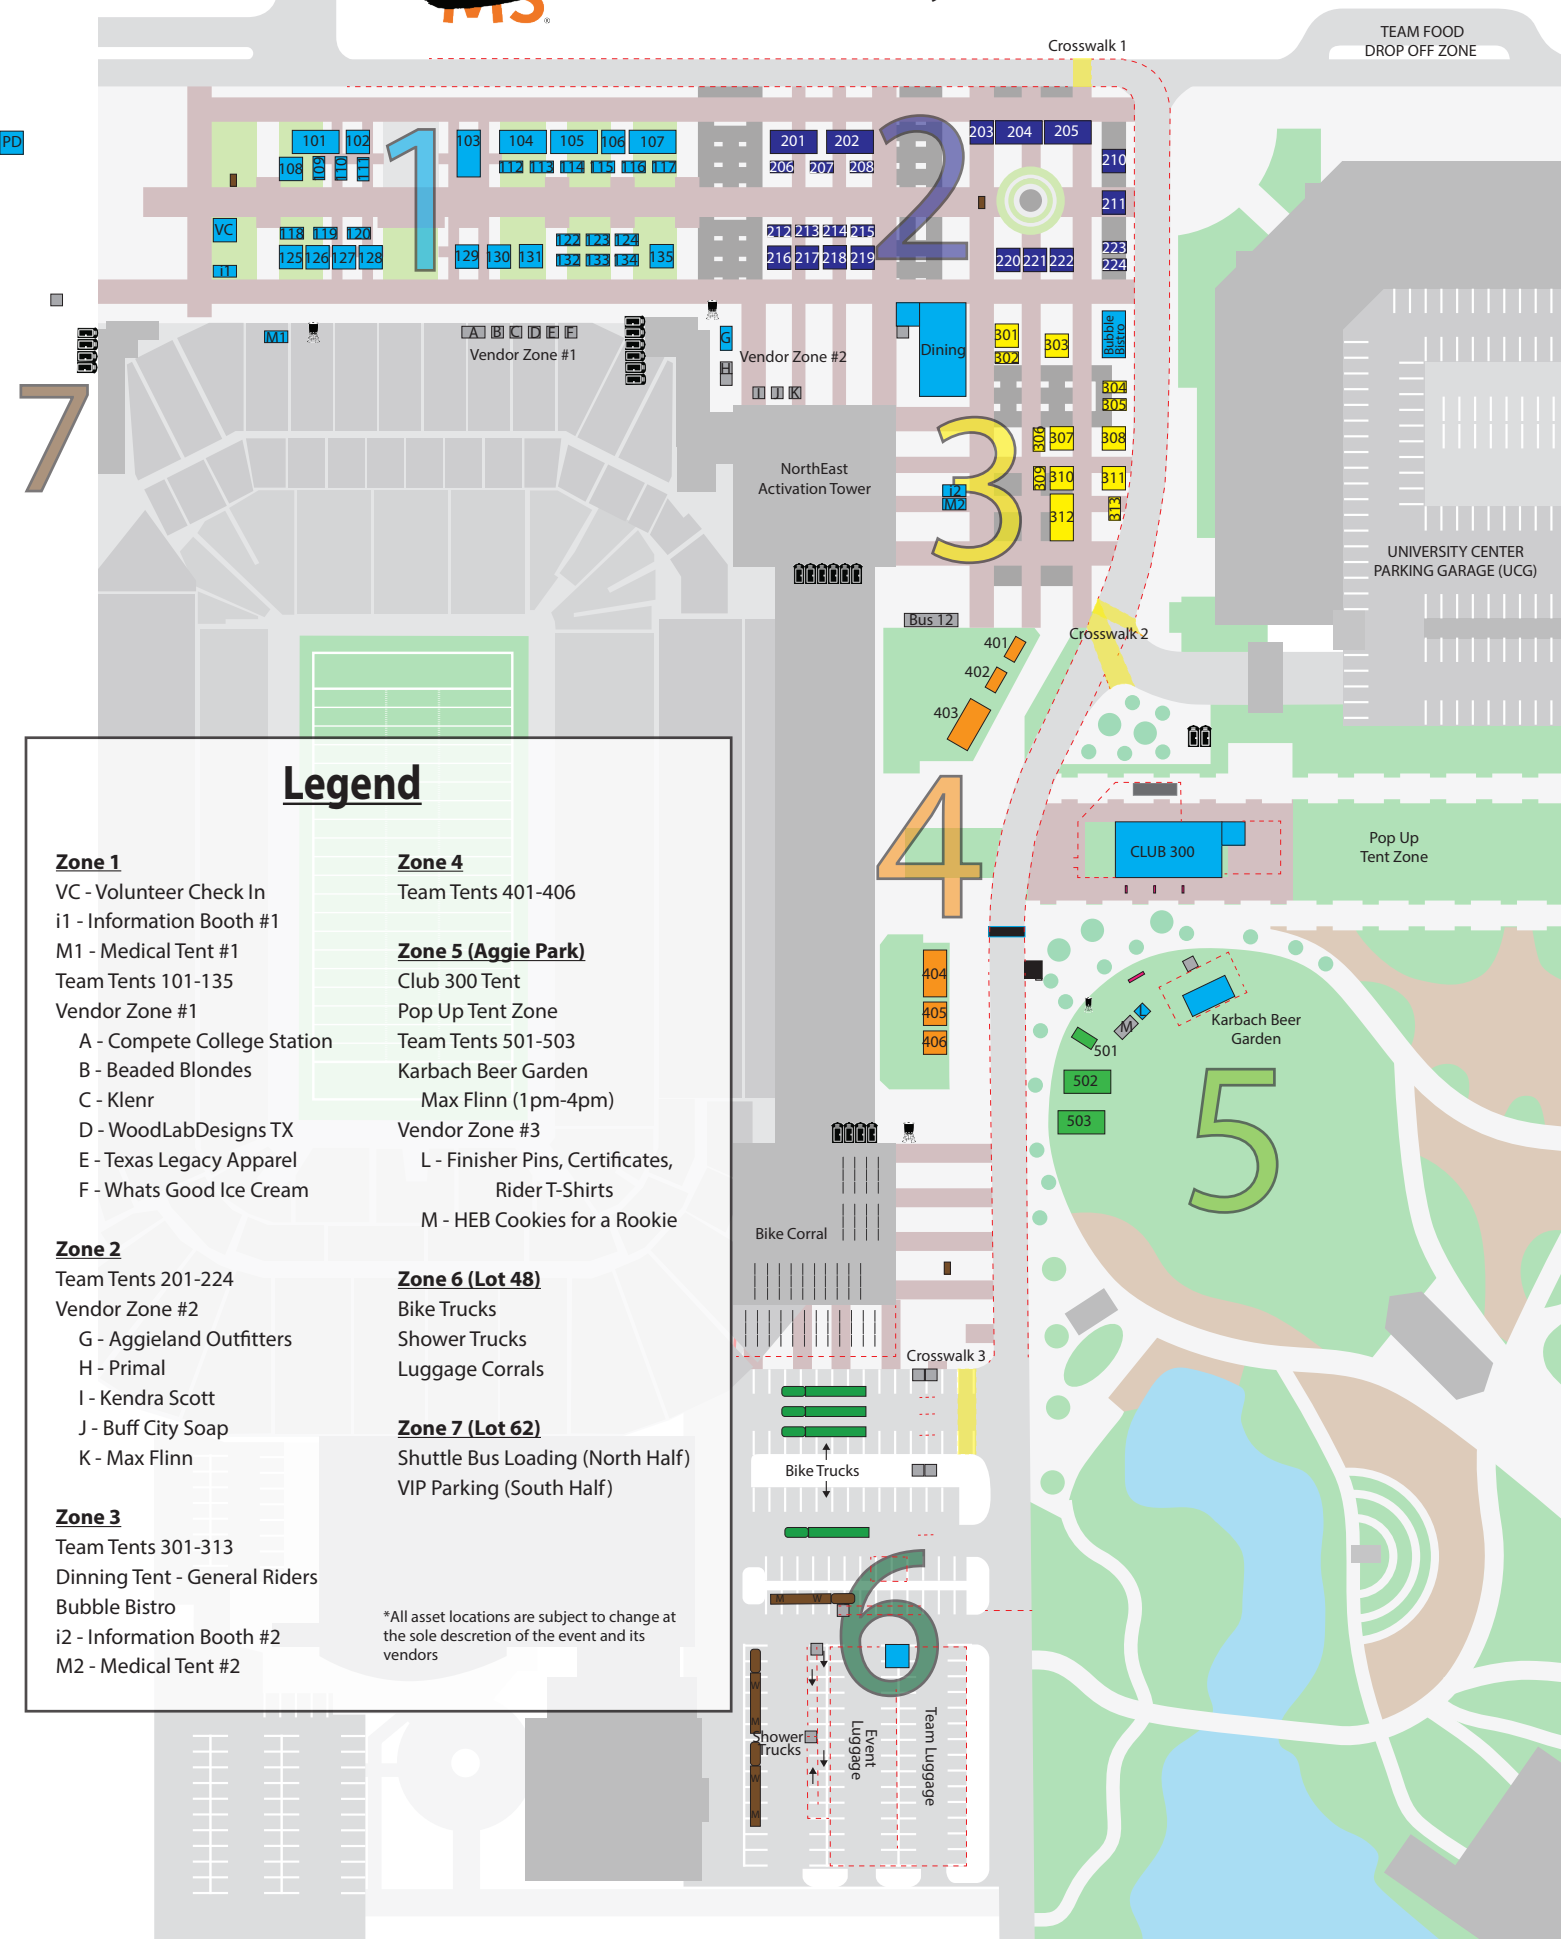 MS
Crosswalk 1
TEAM FOOD
DROP OFF ZONE
PD
101
102
103
104
105
106
107
108
109
110
111
112
113
114
115
116
117
1
VC
118
119
120
122
123
124
125
126
127
128
129
130
131
132
133
134
135
i1
201
202
203
204
205
206
207
208
210
211
2
212
213
214
215
216
217
218
219
220
221
222
223
224
M1
A
B
C
D
E
F
Vendor Zone #1
G
H
Vendor Zone #2
I
J
K
Dining
301
302
303
Bubble
Bistro
304
305
306
307
308
309
310
311
312
313
3
i2
M2
7
NorthEast
Activation Tower
UNIVERSITY CENTER
PARKING GARAGE (UCG)
Bus 12
Crosswalk 2
401
402
403
4
404
405
406
CLUB 300
Pop Up
Tent Zone
Karbach Beer
Garden
L
M
501
502
503
5
Bike Corral
Crosswalk 3
Bike Trucks
6
M
W
W
M
W
M
Shower
Trucks
Event
Luggage
Team Luggage
Legend
Zone 1
VC - Volunteer Check In
i1 - Information Booth #1
M1 - Medical Tent #1
Team Tents 101-135
Vendor Zone #1
A - Compete College Station
B - Beaded Blondes
C - Klenr
D - WoodLabDesigns TX
E - Texas Legacy Apparel
F - Whats Good Ice Cream
Zone 2
Team Tents 201-224
Vendor Zone #2
G - Aggieland Outfitters
H - Primal
I - Kendra Scott
J - Buff City Soap
K - Max Flinn
Zone 3
Team Tents 301-313
Dinning Tent - General Riders
Bubble Bistro
i2 - Information Booth #2
M2 - Medical Tent #2
Zone 4
Team Tents 401-406
Zone 5 (Aggie Park)
Club 300 Tent
Pop Up Tent Zone
Team Tents 501-503
Karbach Beer Garden
Max Flinn (1pm-4pm)
Vendor Zone #3
L - Finisher Pins, Certificates,
Rider T-Shirts
M - HEB Cookies for a Rookie
Zone 6 (Lot 48)
Bike Trucks
Shower Trucks
Luggage Corrals
Zone 7 (Lot 62)
Shuttle Bus Loading (North Half)
VIP Parking (South Half)
*All asset locations are subject to change at
the sole descretion of the event and its
vendors